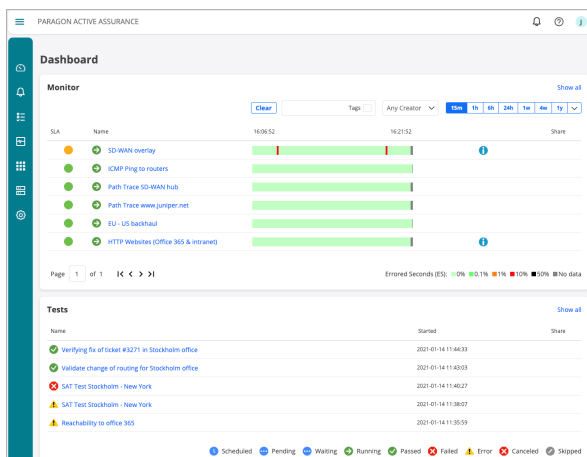 PARAGON ACTIVE ASSURANCE
j
Dashboard
Monitor
Show all
Clear
Tags
Any Creator
15m 1h 6h 24h 1w 4w 1y
SLA Name 16:06:52 16:21:52 Share
SD-WAN overlay
ICMP Ping to routers
Path Trace SD-WAN hub
Path Trace www.juniper.net
EU - US backhaul
HTTP Websites (Office 365 & intranet)
Page 1 of 1
Errored Seconds (ES): 0% 0.1% 1% 10% 50% No data
Tests
Show all
Name Started Share
Verifying fix of ticket #3271 in Stockholm office 2021-01-14 11:44:33
Validate change of routing for Stockholm office 2021-01-14 11:43:03
SAT Test Stockholm - New York 2021-01-14 11:40:27
SAT Test Stockholm - New York 2021-01-14 11:38:07
Reachability to office 365 2021-01-14 11:35:59
Scheduled Pending Waiting Running Passed Failed Error Canceled Skipped